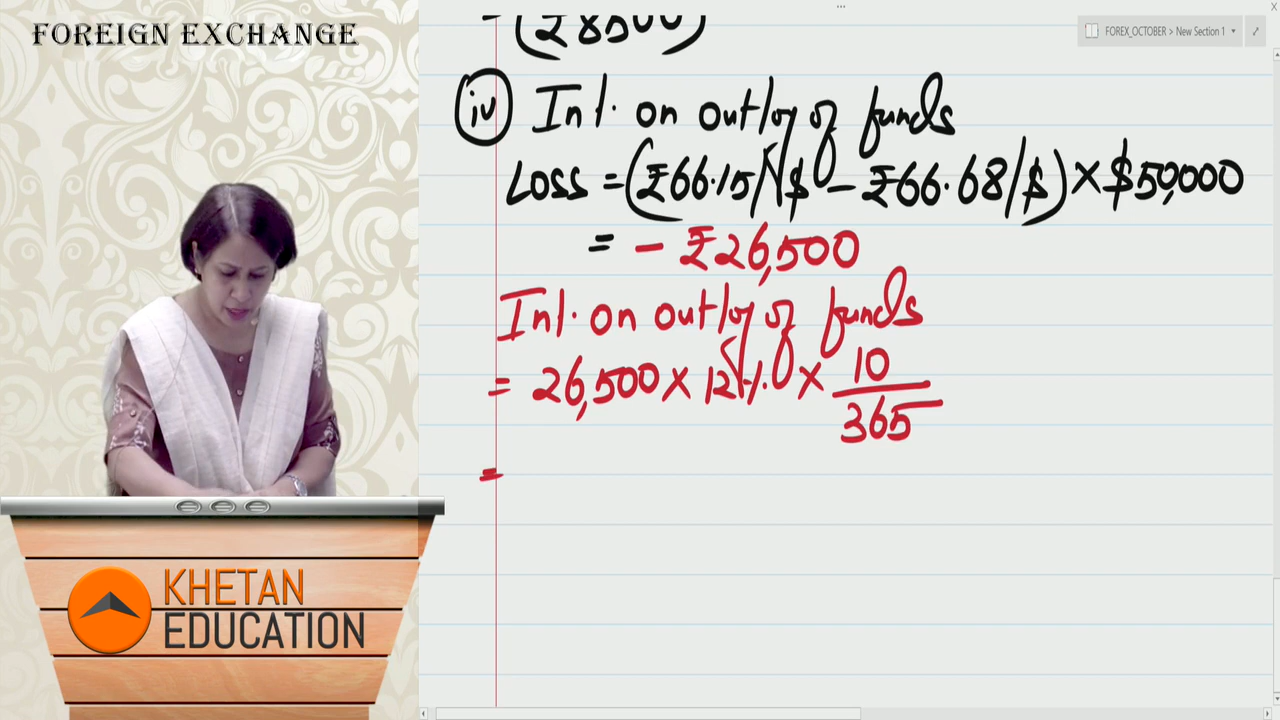 FOREIGN EXCHANGE
FOREX_OCTOBER > New Section 1
= (₹8500)
(iv) Int. on outlay of funds
Loss = (₹66.15/$ - ₹66.68/$) × $50,000
= - ₹26,500
Int. on outlay of funds
= 26,500 × 12% × 10/365
=
KHETAN
EDUCATION